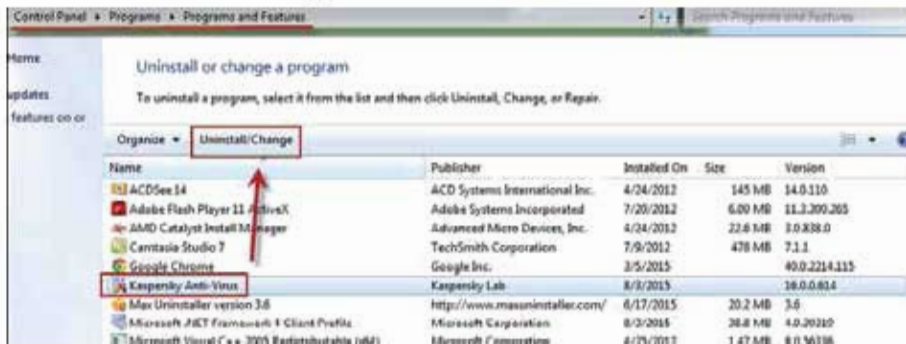 Control Panel ▸ Programs ▸ Programs and Features
Search Programs and Features
Home
updates
features on or
Uninstall or change a program
To uninstall a program, select it from the list and then click Uninstall, Change, or Repair.
Organize Uninstall/Change
Name Publisher Installed On Size Version
ACDSee 14 ACD Systems International Inc. 4/24/2012 145 MB 14.0.110
Adobe Flash Player 11 ActiveX Adobe Systems Incorporated 7/20/2012 6.00 MB 11.3.300.265
AMD Catalyst Install Manager Advanced Micro Devices, Inc. 4/24/2012 22.6 MB 3.0.838.0
Camtasia Studio 7 TechSmith Corporation 7/9/2012 478 MB 7.1.1
Google Chrome Google Inc. 3/5/2015 40.0.2214.115
Kaspersky Anti-Virus Kaspersky Lab 8/3/2015 16.0.0.614
Max Uninstaller version 3.6 http://www.maxuninstaller.com/ 6/17/2015 20.2 MB 3.6
Microsoft .NET Framework 4 Client Profile Microsoft Corporation 8/3/2015 38.8 MB 4.0.30319
Microsoft Visual C++ 2005 Redistributable (x64) Microsoft Corporation 4/25/2012 1.47 MB 8.0.56336